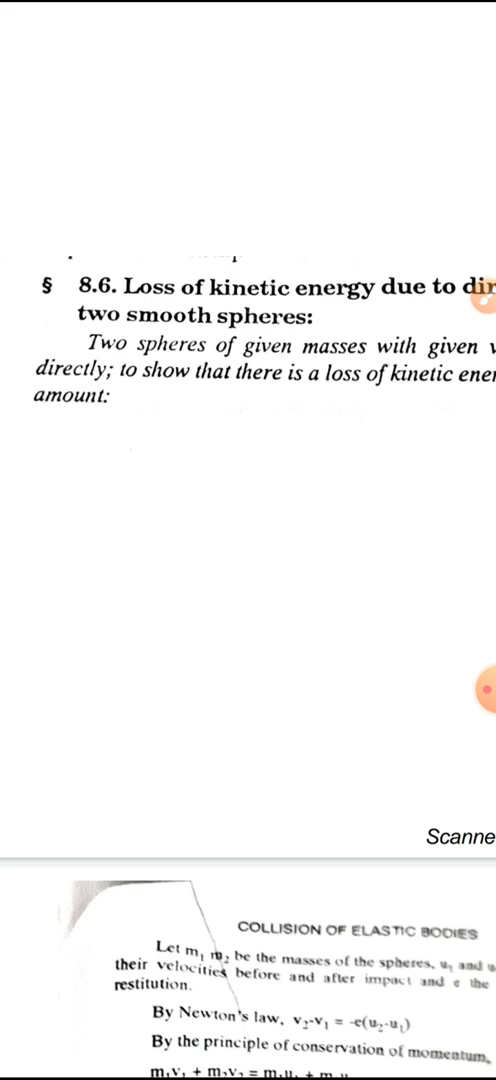 § 8.6. Loss of kinetic energy due to dir
two smooth spheres:
Two spheres of given masses with given v
directly; to show that there is a loss of kinetic ener
amount:
Scanne
COLLISION OF ELASTIC BODIES
Let m₁ m₂ be the masses of the spheres, u₁ and u
their velocities before and after impact and e the
restitution.
By Newton's law, v₂-v₁ = -e(u₂-u₁)
By the principle of conservation of momentum,
m₁v₁ + m₂v₂ = m₁u₁ + m u